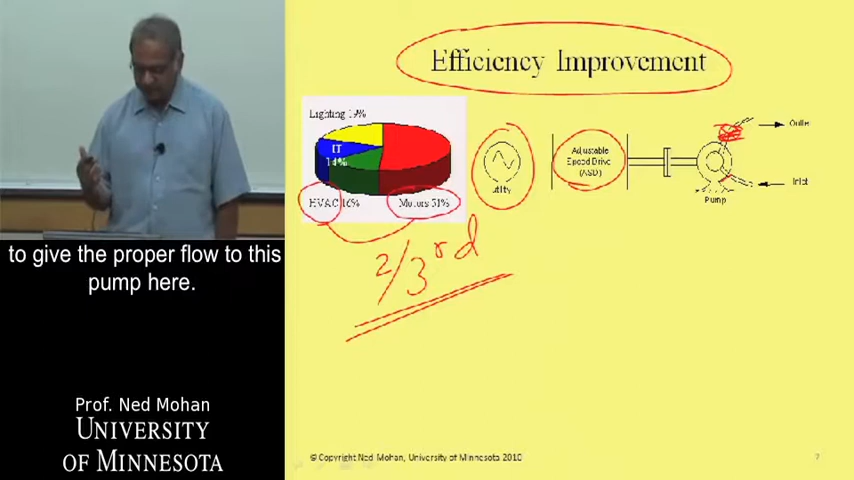 Efficiency Improvement
Lighting 19%
IT
14%
HVAC 16%
Motors 51%
Utility
Adjustable
Speed Drive
(ASD)
Outlet
Inlet
Pump
2/3rd
to give the proper flow to this
pump here.
Prof. Ned Mohan
UNIVERSITY
OF MINNESOTA
© Copyright Ned Mohan, University of Minnesota 2010
7